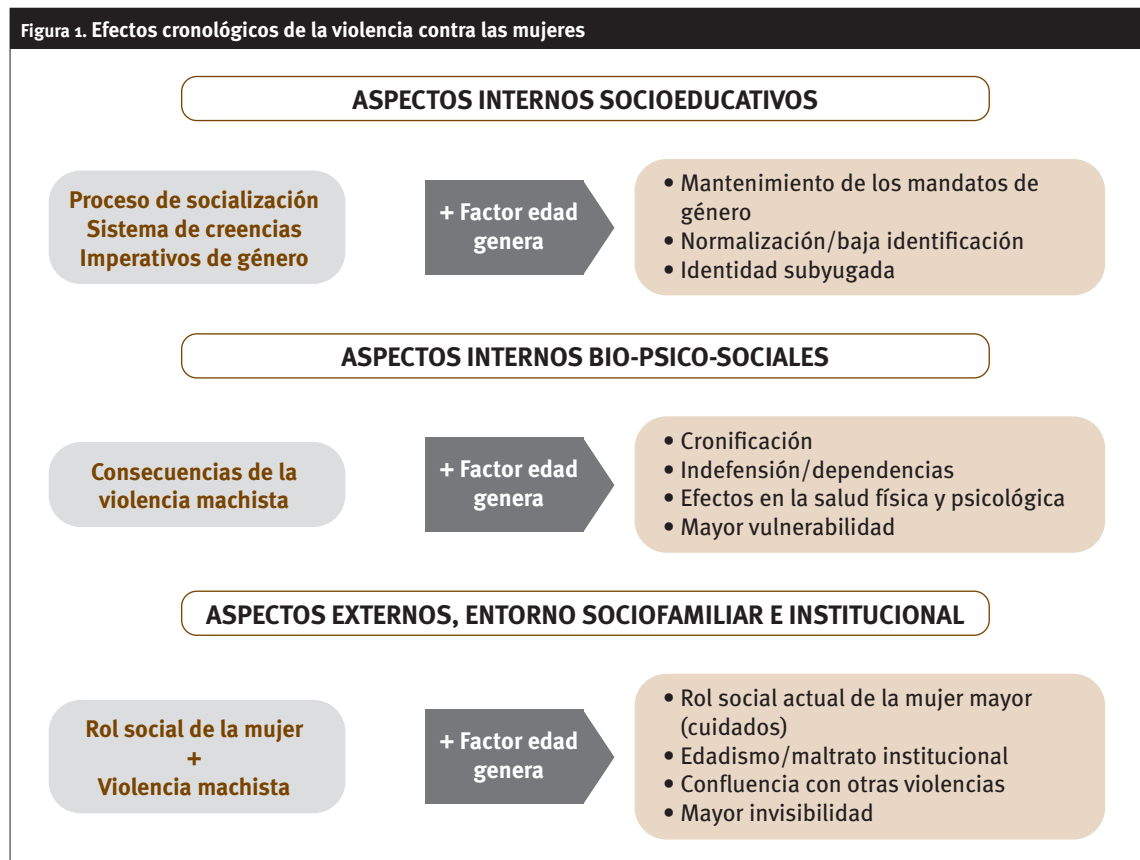 Figura 1. Efectos cronológicos de la violencia contra las mujeres
ASPECTOS INTERNOS SOCIOEDUCATIVOS
Proceso de socialización
Sistema de creencias
Imperativos de género
+ Factor edad
genera
• Mantenimiento de los mandatos de
género
• Normalización/baja identificación
• Identidad subyugada
ASPECTOS INTERNOS BIO-PSICO-SOCIALES
Consecuencias de la
violencia machista
+ Factor edad
genera
• Cronificación
• Indefensión/dependencias
• Efectos en la salud física y psicológica
• Mayor vulnerabilidad
ASPECTOS EXTERNOS, ENTORNO SOCIOFAMILIAR E INSTITUCIONAL
Rol social de la mujer
+
Violencia machista
+ Factor edad
genera
• Rol social actual de la mujer mayor
(cuidados)
• Edadismo/maltrato institucional
• Confluencia con otras violencias
• Mayor invisibilidad